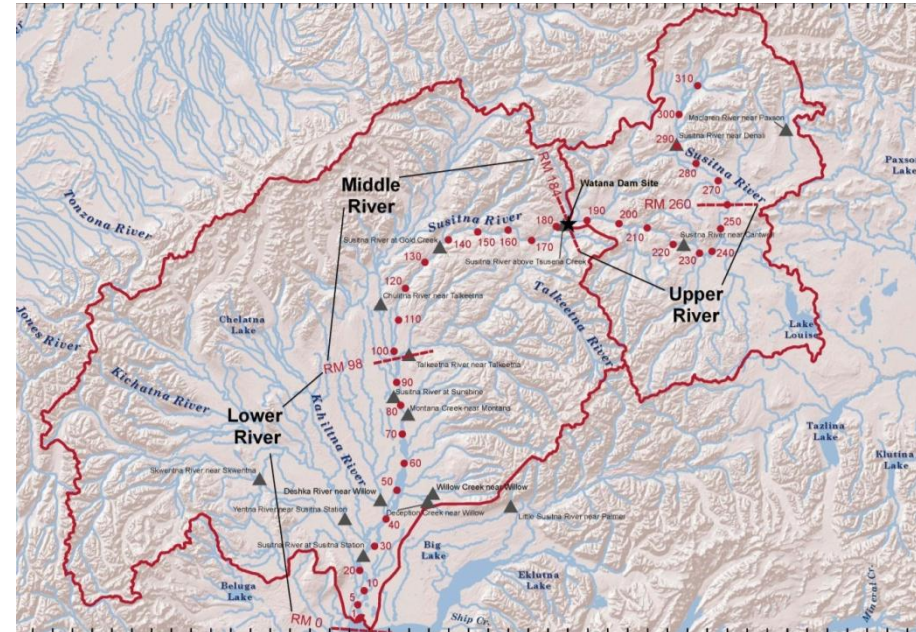 310
300
Maclaren River near Paxson
Susitna River near Denali
290
Susitna River
Paxson
Lake
280
270
RM 260
250
240
230
220
Susitna River near Cantwell
210
200
190
Watana Dam Site
RM 184
180
170
160
150
140
Susitna River
Middle
River
Susitna River at Gold Creek
Susitna River above Tsusena Creek
Upper
River
Lake
Louise
Tonzona River
130
120
Chulitna River near Talkeetna
Talkeetna River
110
Chelatna
Lake
Jones River
100
RM 98
Talkeetna River near Talkeetna
Kichatna River
90
Susitna River at Sunshine
80
Montana Creek near Montana
Lower
River
Kahiltna River
70
Tazlina
Lake
Klutina
Lake
60
Skwentna River near Skwentna
50
Deshka River near Willow
Willow Creek near Willow
Deception Creek near Willow
Yentna River near Susitna Station
Little Susitna River near Palmer
40
Susitna River at Susitna Station
30
Big
Lake
20
Beluga
Lake
10
5
1
Eklutna
Lake
RM 0
Ship Cr.
Mineral Cr.